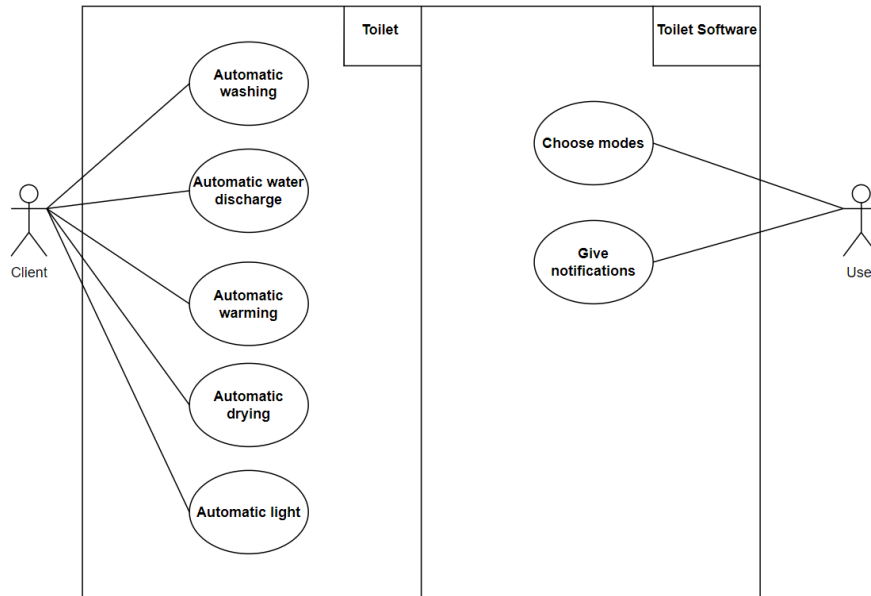 Toilet
Toilet Software
Automatic
washing
Choose modes
Automatic water
discharge
Give
notifications
Client
Use
Automatic
warming
Automatic
drying
Automatic light